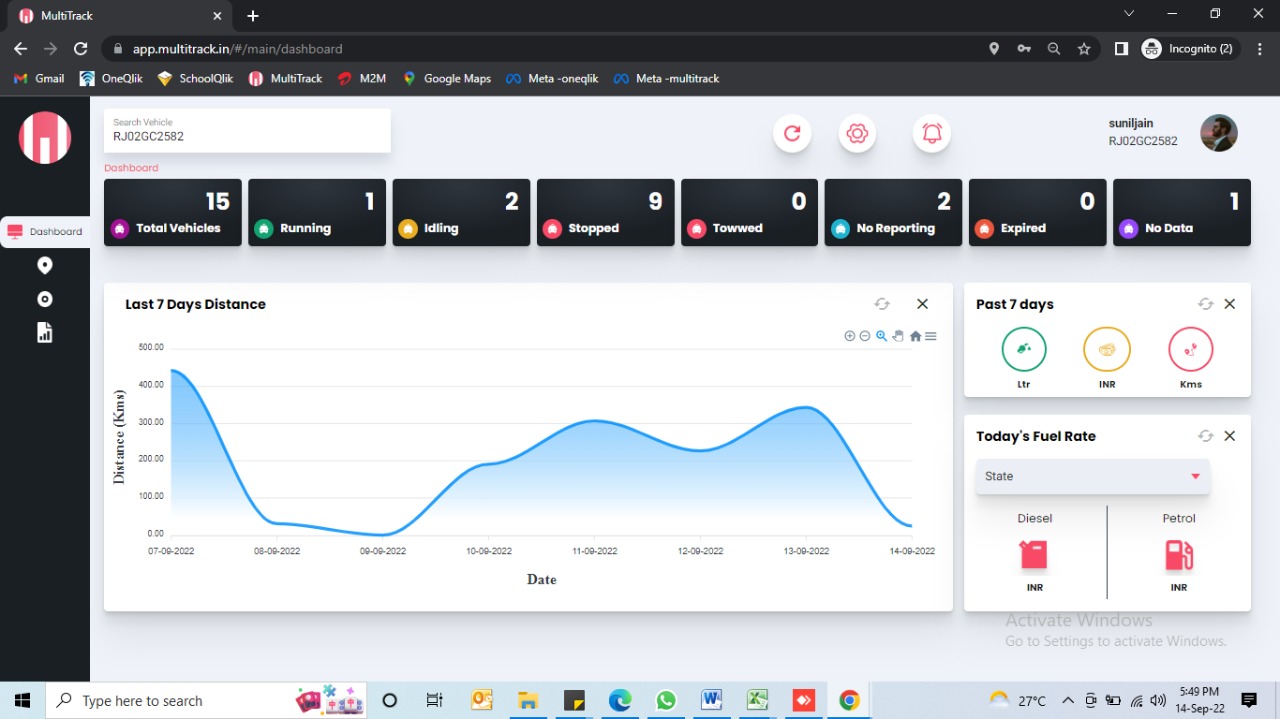 MultiTrack
app.multitrack.in/#/main/dashboard
Incognito (2)
Gmail OneQlik SchoolQlik MultiTrack M2M Google Maps Meta -oneqlik Meta -multitrack
Search Vehicle
RJ02GC2582
suniljain
RJ02GC2582
Dashboard
15 1 2 9 0 2 0 1
Total Vehicles Running Idling Stopped Towwed No Reporting Expired No Data
Dashboard
Last 7 Days Distance
500.00
400.00
300.00
200.00
100.00
0.00
Distance (Kms)
07-09-2022 08-09-2022 09-09-2022 10-09-2022 11-09-2022 12-09-2022 13-09-2022 14-09-2022
Date
Past 7 days
Ltr INR Kms
Today's Fuel Rate
State
Diesel Petrol
INR INR
Activate Windows
Go to Settings to activate Windows.
Type here to search
27°C
5:49 PM
14-Sep-22